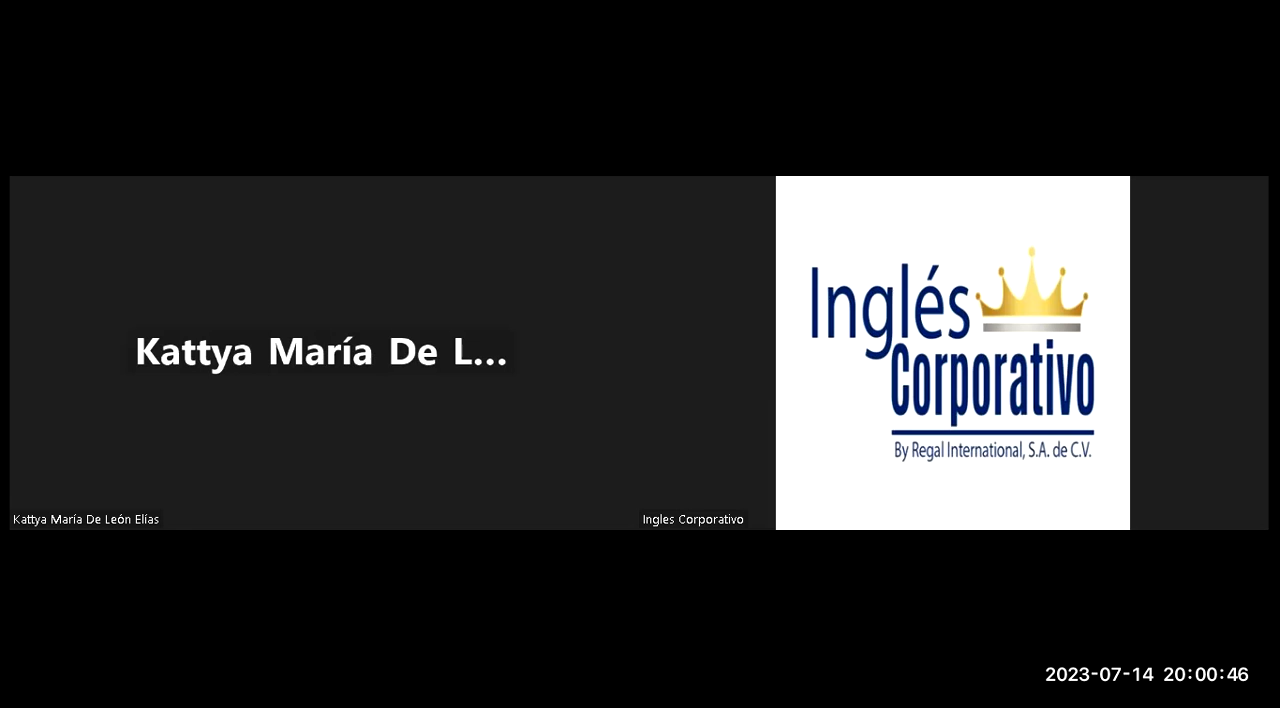 Kattya María De L...
Kattya María De León Elías
Inglés
Corporativo
By Regal International, S.A. de C.V.
Ingles Corporativo
2023-07-14 20:00:46